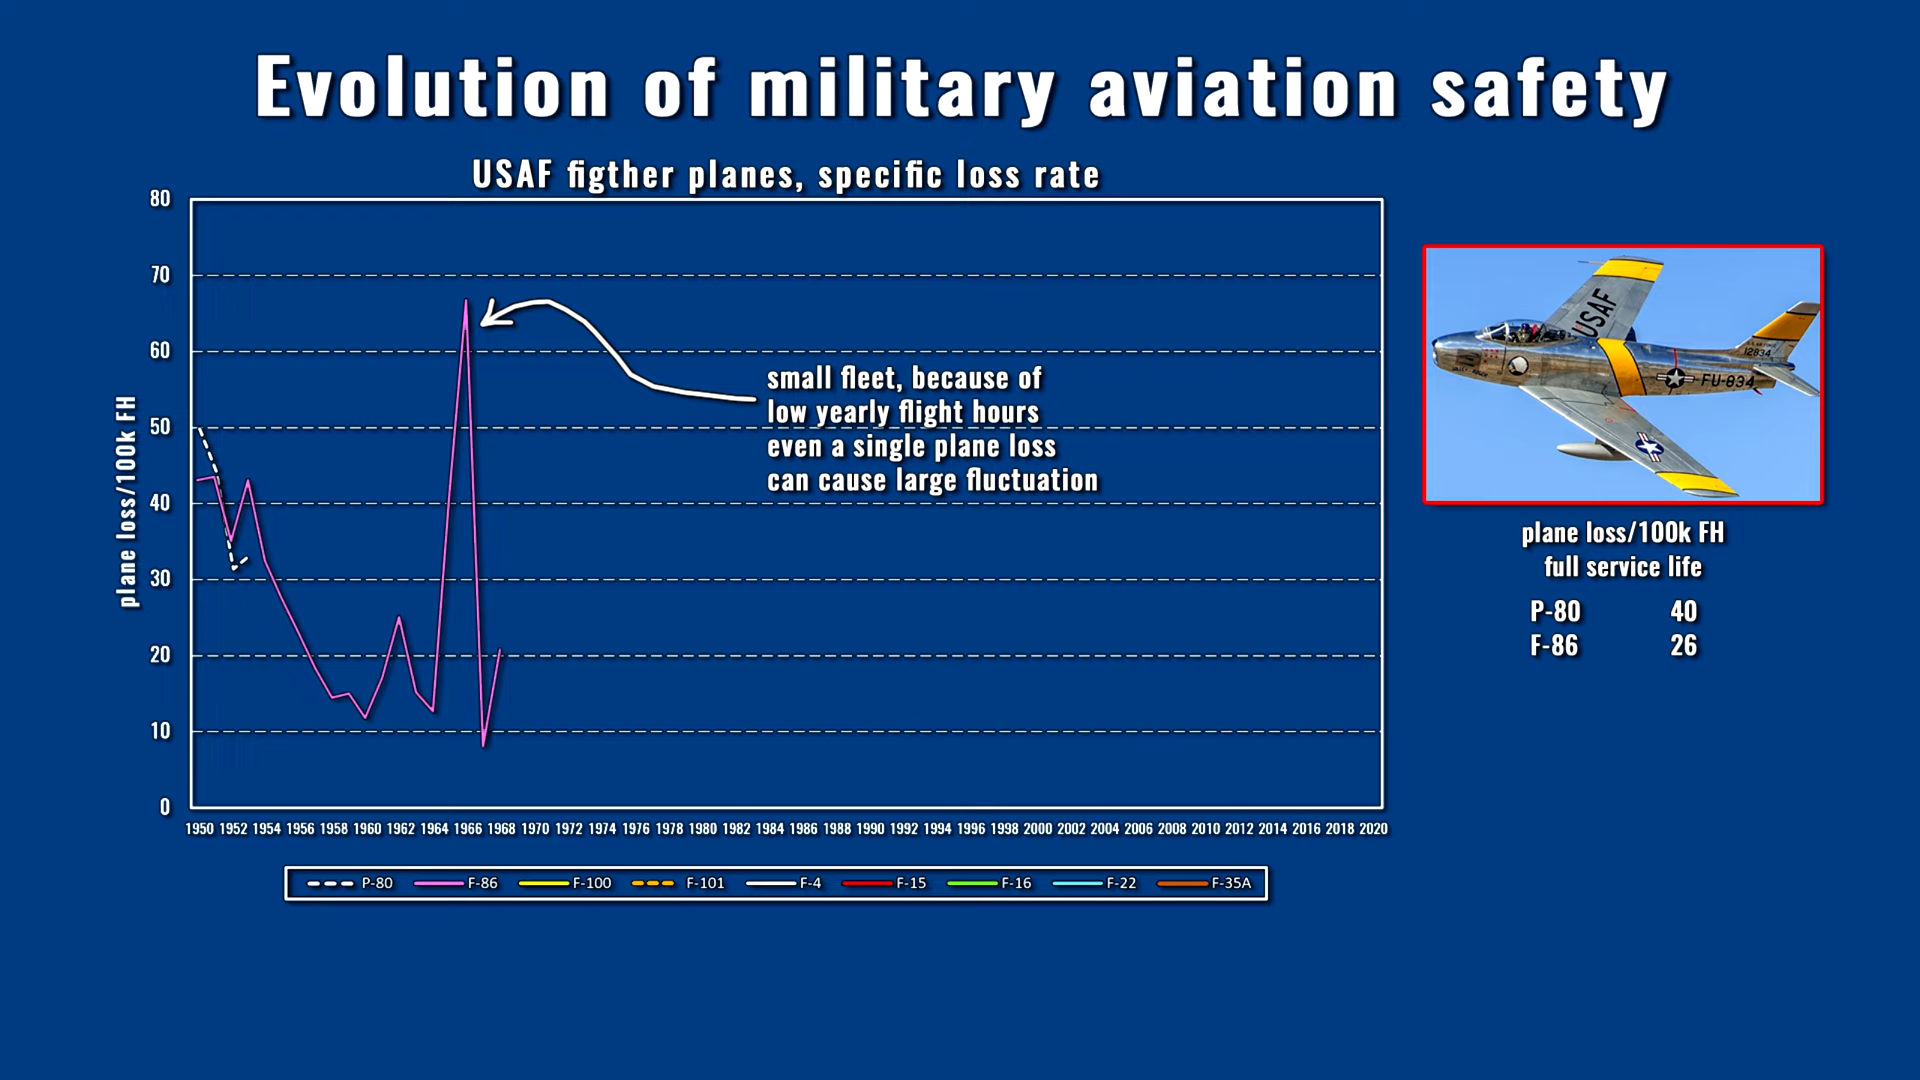 Evolution of military aviation safety
USAF figther planes, specific loss rate
80
70
60
50
40
30
20
10
0
plane loss/100k FH
small fleet, because of
low yearly flight hours
even a single plane loss
can cause large fluctuation
1950 1952 1954 1956 1958 1960 1962 1964 1966 1968 1970 1972 1974 1976 1978 1980 1982 1984 1986 1988 1990 1992 1994 1996 1998 2000 2002 2004 2006 2008 2010 2012 2014 2016 2018 2020
P-80 F-86 F-100 F-101 F-4 F-15 F-16 F-22 F-35A
USAF
12834
FU-834
plane loss/100k FH
full service life
P-80 40
F-86 26